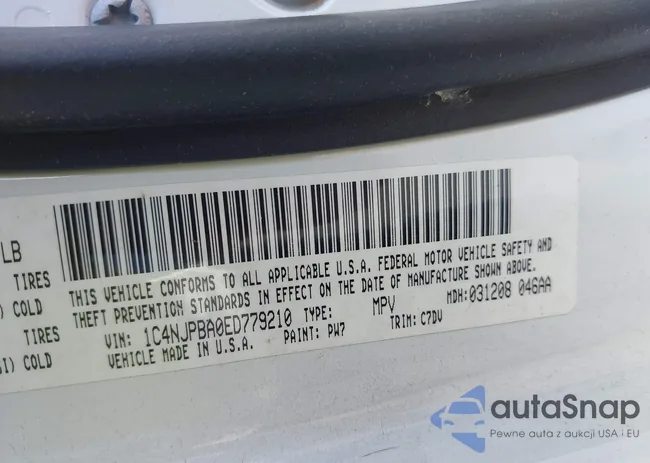 LB
TIRES
COLD
TIRES
I) COLD
THIS VEHICLE CONFORMS TO ALL APPLICABLE U.S.A. FEDERAL MOTOR VEHICLE SAFETY AND
THEFT PREVENTION STANDARDS IN EFFECT ON THE DATE OF MANUFACTURE SHOWN ABOVE.
VIN: 1C4NJPBA0ED779210 TYPE: MPV MDH:031208 046AA
VEHICLE MADE IN U.S.A. PAINT: PW7 TRIM: C7DV
autoSnap
Pewne auta z aukcji USA i EU